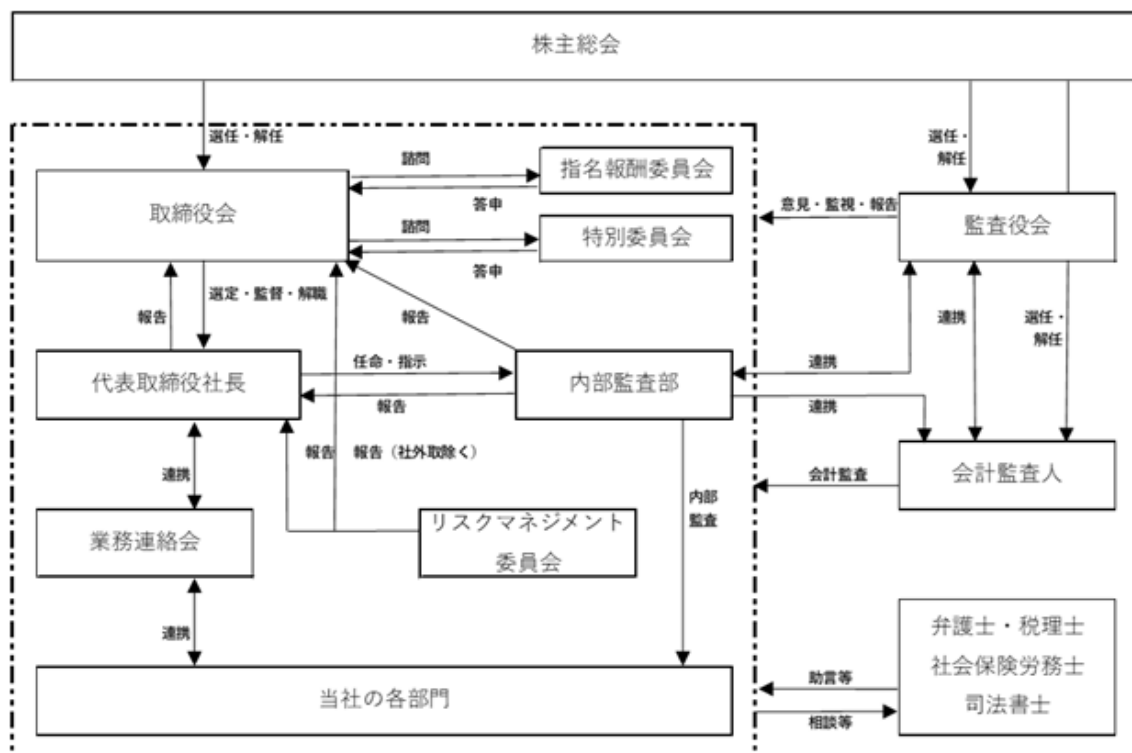 株主総会
選任・解任
選任・
解任
諮問
指名報酬委員会
答申
取締役会
諮問
特別委員会
答申
意見・監視・報告
監査役会
選定・監督・解職
報告
報告
連携
選任・
解任
代表取締役社長
任命・指示
報告
内部監査部
連携
連携
報告
報告（社外取除く）
連携
会計監査
会計監査人
内部
監査
業務連絡会
リスクマネジメント
委員会
連携
弁護士・税理士
社会保険労務士
司法書士
助言等
相談等
当社の各部門